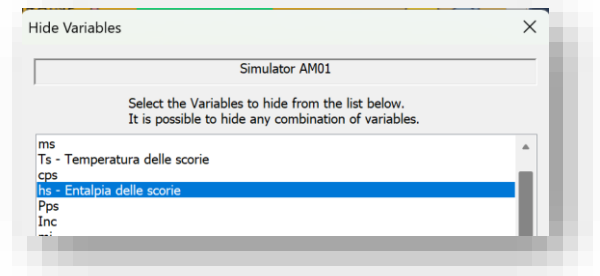 Hide Variables
Simulator AM01
Select the Variables to hide from the list below.
It is possible to hide any combination of variables.
ms
Ts - Temperatura delle scorie
cps
hs - Entalpia delle scorie
Pps
Inc